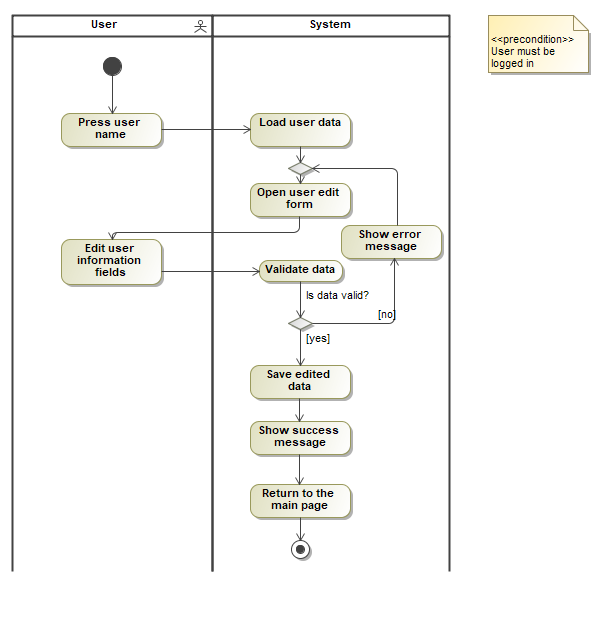 User
System
<<precondition>>
User must be
logged in
Press user
name
Load user data
Open user edit
form
Show error
message
Edit user
information
fields
Validate data
Is data valid?
[no]
[yes]
Save edited
data
Show success
message
Return to the
main page